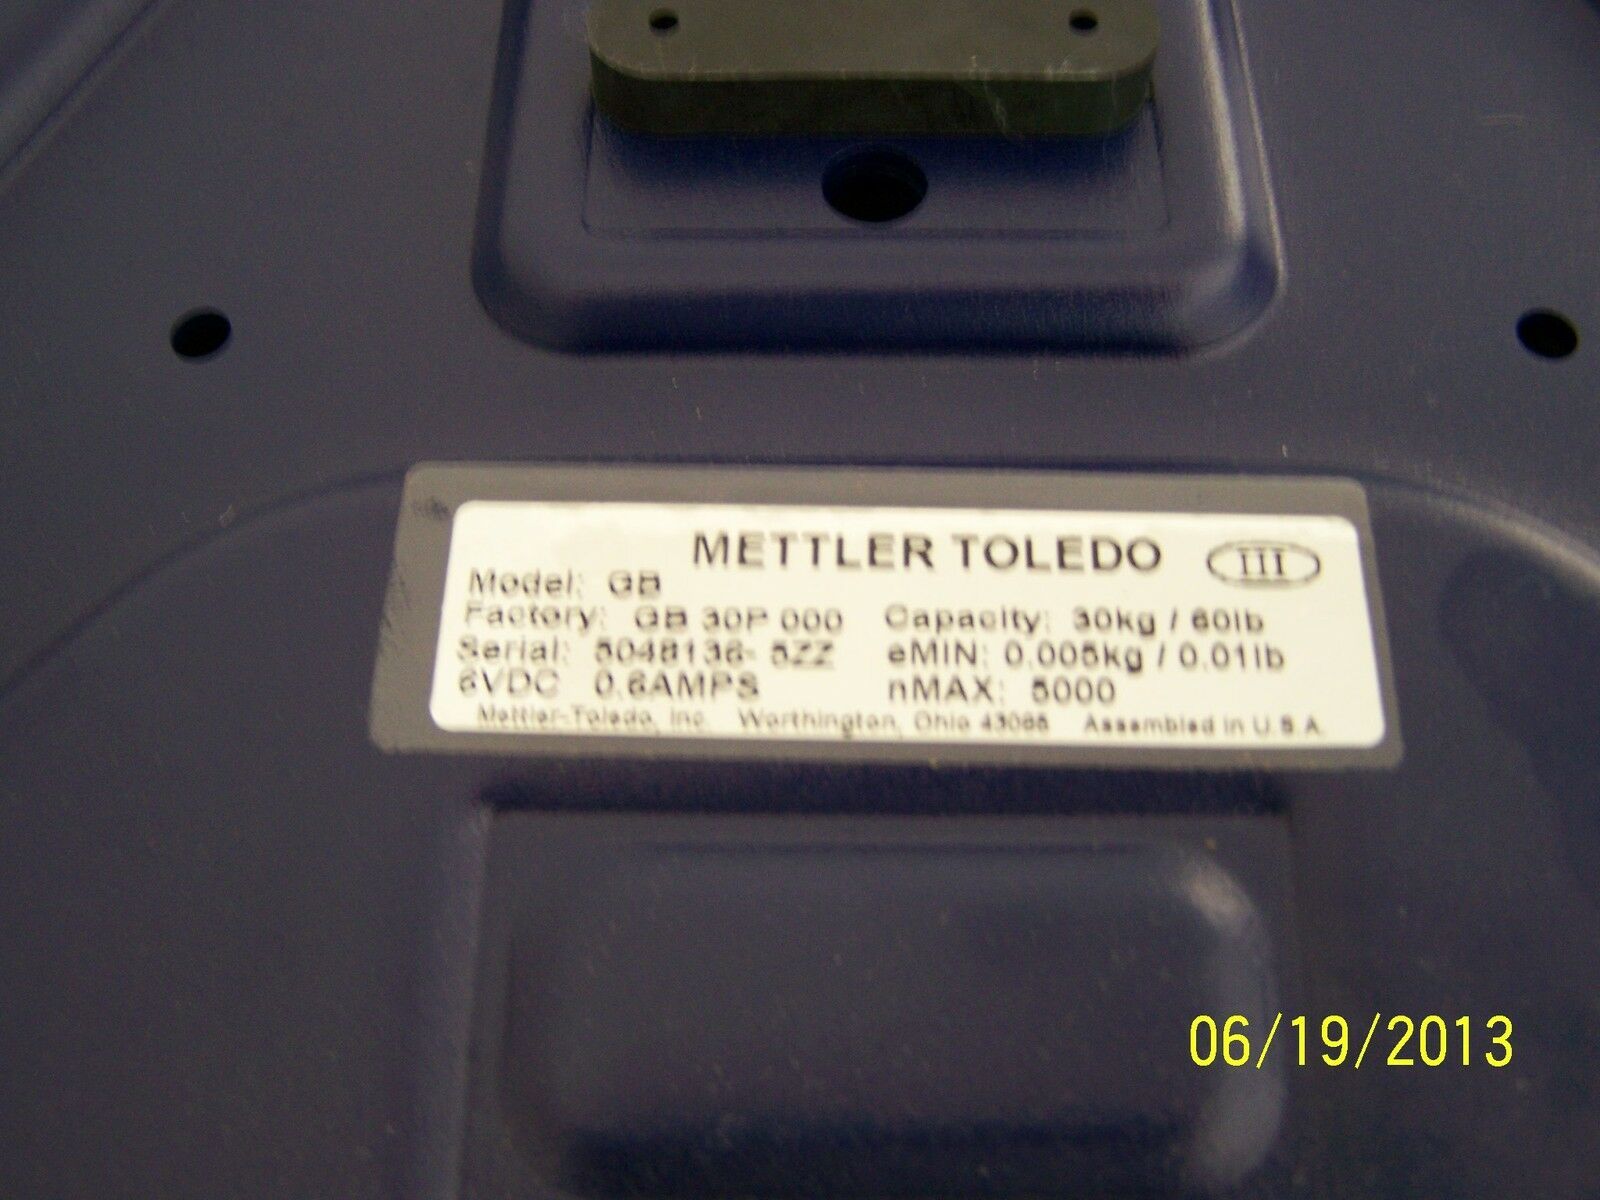 METTLER TOLEDO III
Model: GB
Factory: GB 30P 000 Capacity: 30kg / 60lb
Serial: 5048136- 5ZZ eMIN: 0.005kg / 0.01lb
6VDC 0.6AMPS nMAX: 5000
Mettler-Toledo, Inc. Worthington, Ohio 43085 Assembled in U.S.A.
06/19/2013